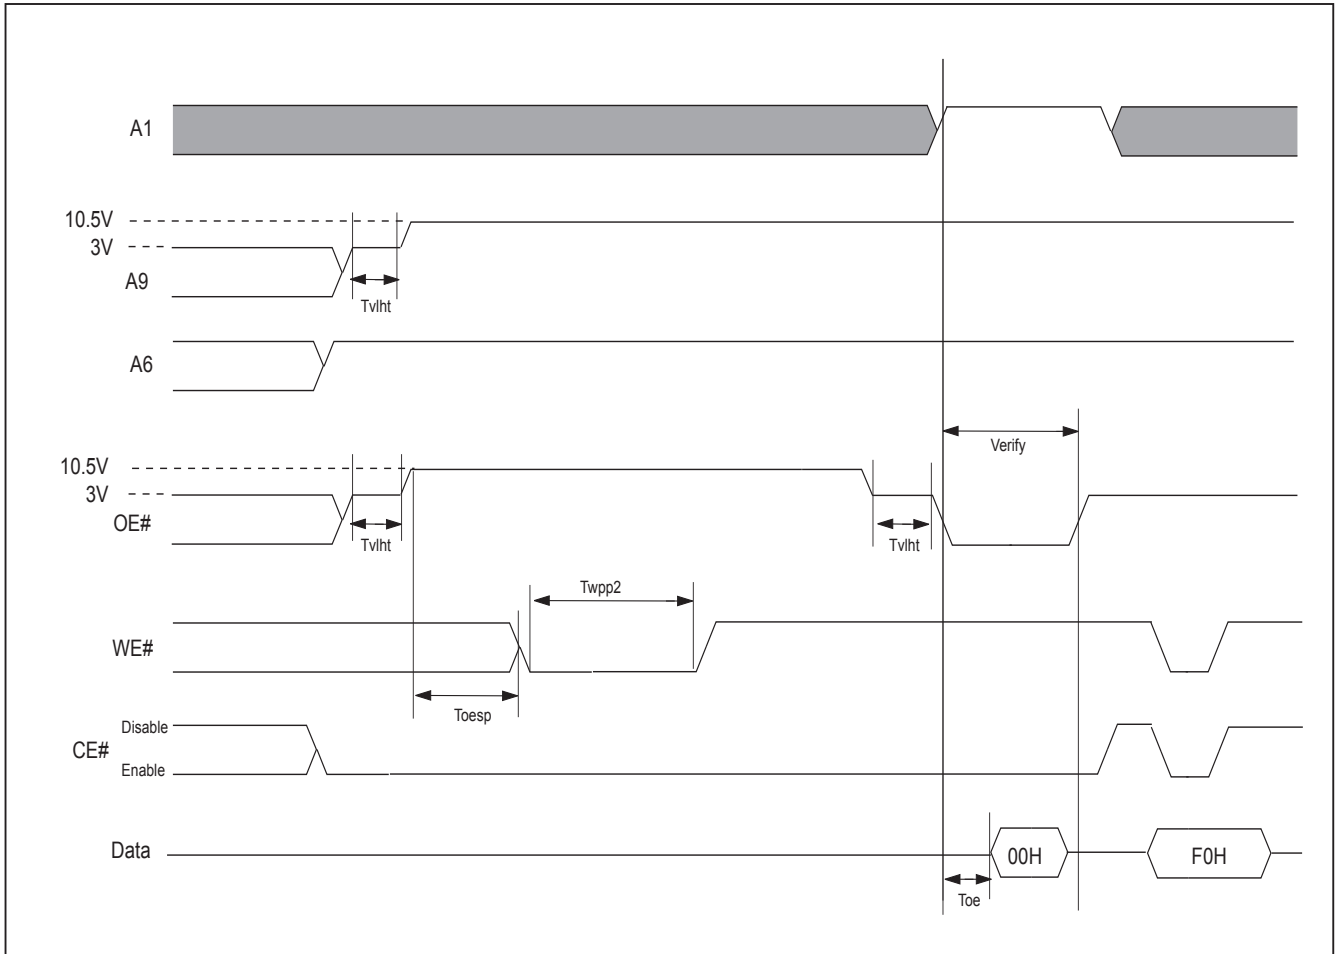 A1
10.5V
3V
A9
Tvlht
A6
Verify
10.5V
3V
OE#
Tvlht
Tvlht
Twpp2
WE#
Toesp
Disable
CE#
Enable
Data
00H
F0H
Toe